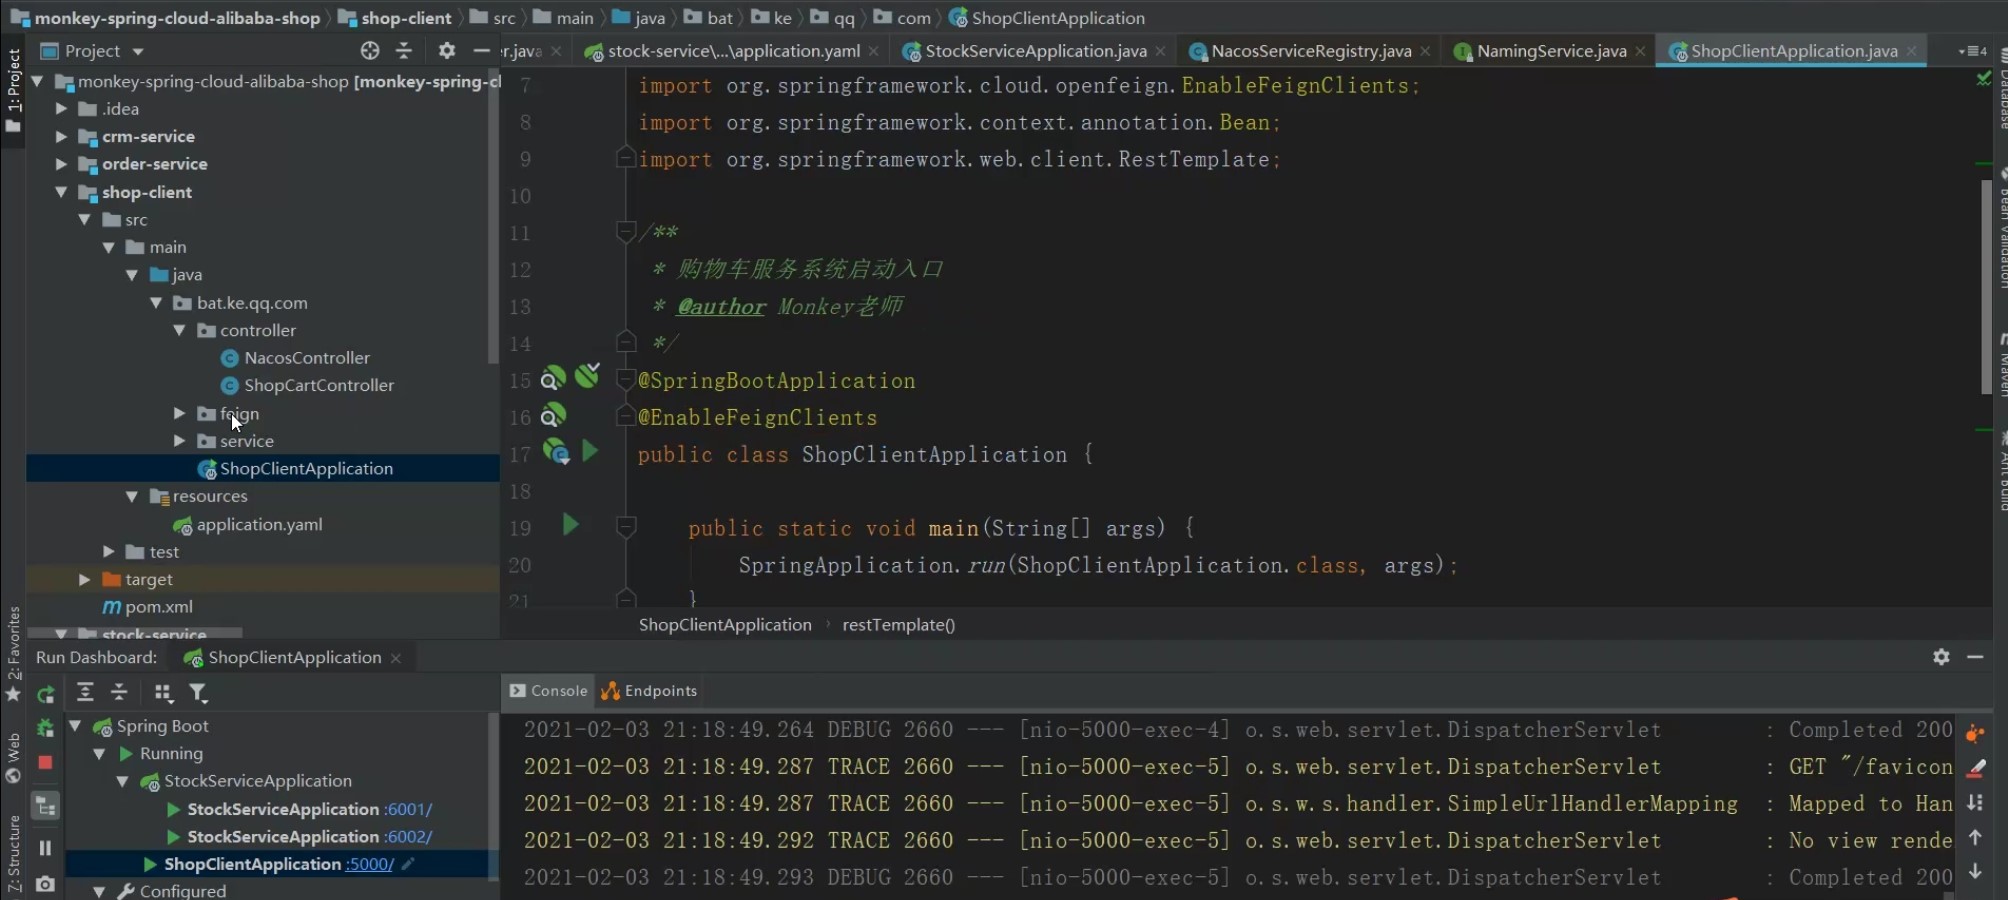 monkey-spring-cloud-alibaba-shop src shop-client src main java bat ke qq com ShopClientApplication
Project
r.java stock-service\...\application.yaml StockServiceApplication.java NacosServiceRegistry.java NamingService.java ShopClientApplication.java 4
1: Project
monkey-spring-cloud-alibaba-shop [monkey-spring-cl
.idea
crm-service
order-service
shop-client
src
main
java
bat.ke.qq.com
controller
NacosController
ShopCartController
feign
service
ShopClientApplication
resources
application.yaml
test
target
pom.xml
stock-service
7 import org.springframework.cloud.openfeign.EnableFeignClients;
8 import org.springframework.context.annotation.Bean;
9 import org.springframework.web.client.RestTemplate;
10
11 /**
12 * 购物车服务系统启动入口
13 * @author Monkey老师
14 */
15 @SpringBootApplication
16 @EnableFeignClients
17 public class ShopClientApplication {
18
19 public static void main(String[] args) {
20 SpringApplication.run(ShopClientApplication.class, args);
21 }
ShopClientApplication restTemplate()
Database
Bean Validation
Maven
Ant Build
2: Favorites
Web
7: Structure
Run Dashboard: ShopClientApplication
Console Endpoints
Spring Boot
Running
StockServiceApplication
StockServiceApplication :6001/
StockServiceApplication :6002/
ShopClientApplication :5000/
Configured
2021-02-03 21:18:49.264 DEBUG 2660 --- [nio-5000-exec-4] o.s.web.servlet.DispatcherServlet : Completed 200
2021-02-03 21:18:49.287 TRACE 2660 --- [nio-5000-exec-5] o.s.web.servlet.DispatcherServlet : GET "/favicon
2021-02-03 21:18:49.287 TRACE 2660 --- [nio-5000-exec-5] o.s.w.s.handler.SimpleUrlHandlerMapping : Mapped to Han
2021-02-03 21:18:49.292 TRACE 2660 --- [nio-5000-exec-5] o.s.web.servlet.DispatcherServlet : No view rende
2021-02-03 21:18:49.293 DEBUG 2660 --- [nio-5000-exec-5] o.s.web.servlet.DispatcherServlet : Completed 200